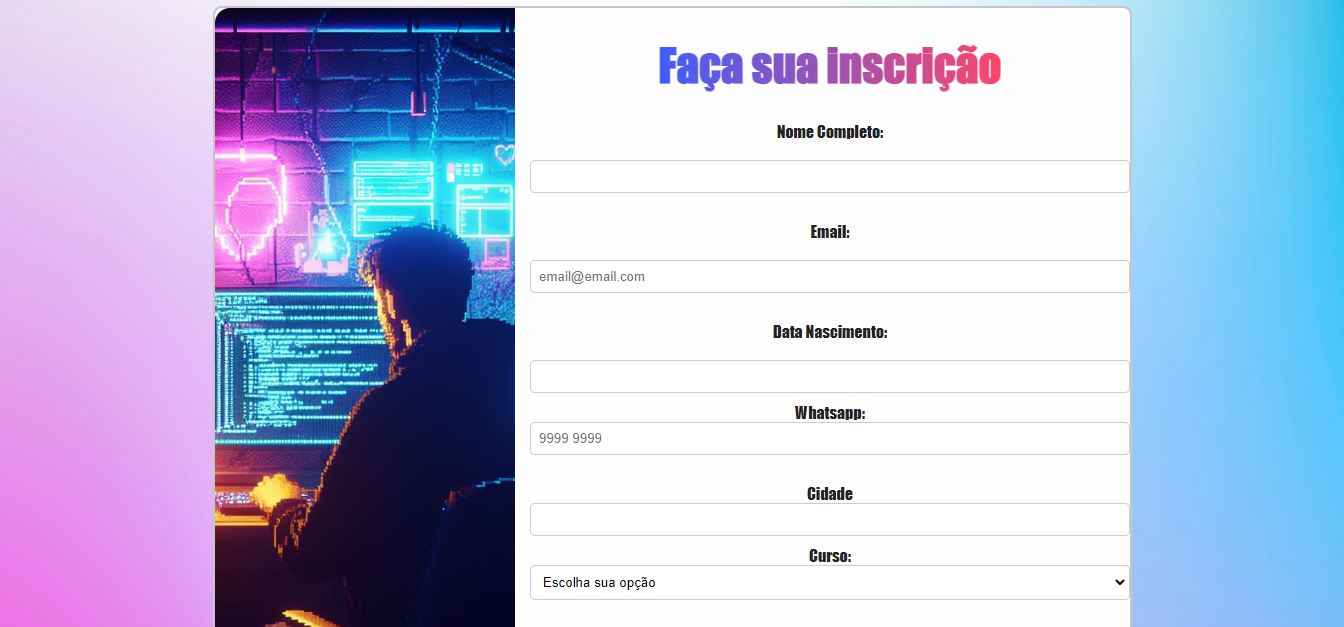 Faça sua inscrição
Nome Completo:
Email:
email@email.com
Data Nascimento:
Whatsapp:
9999 9999
Cidade
Curso:
Escolha sua opção